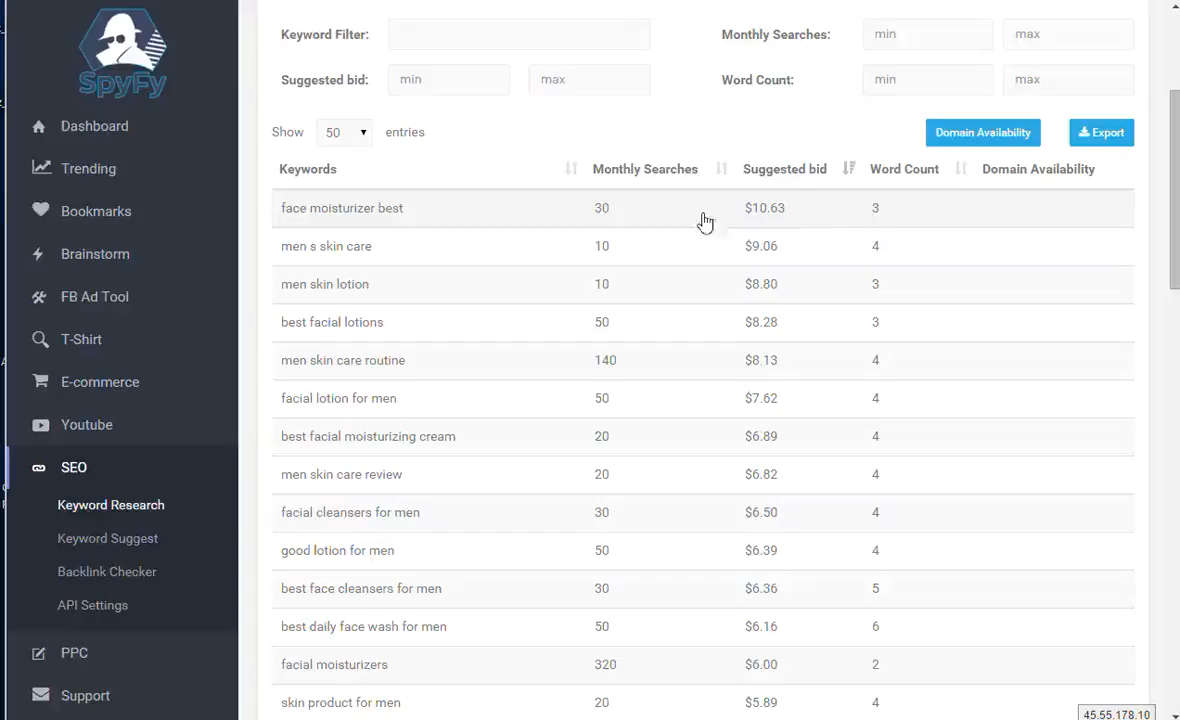 SpyFy
Dashboard
Trending
Bookmarks
Brainstorm
FB Ad Tool
T-Shirt
E-commerce
Youtube
SEO
Keyword Research
Keyword Suggest
Backlink Checker
API Settings
PPC
Support
Keyword Filter: Monthly Searches: min max
Suggested bid: min max Word Count: min max
Show 50 entries Domain Availability Export
Keywords Monthly Searches Suggested bid Word Count Domain Availability
face moisturizer best 30 $10.63 3
men s skin care 10 $9.06 4
men skin lotion 10 $8.80 3
best facial lotions 50 $8.28 3
men skin care routine 140 $8.13 4
facial lotion for men 50 $7.62 4
best facial moisturizing cream 20 $6.89 4
men skin care review 20 $6.82 4
facial cleansers for men 30 $6.50 4
good lotion for men 50 $6.39 4
best face cleansers for men 30 $6.36 5
best daily face wash for men 50 $6.16 6
facial moisturizers 320 $6.00 2
skin product for men 20 $5.89 4
45.55.178.10